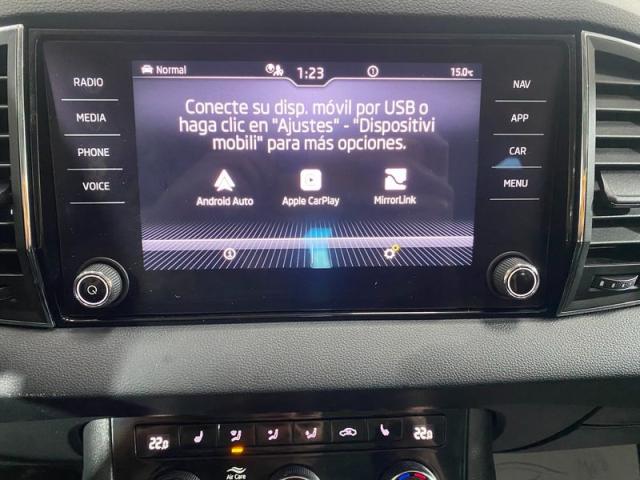 RADIO
MEDIA
PHONE
VOICE
Normal
1:23
15.0°C
Conecte su disp. móvil por USB o
haga clic en "Ajustes" - "Dispositivi
mobili" para más opciones.
Android Auto
Apple CarPlay
MirrorLink
NAV
APP
CAR
MENU
22.0
22.0
Air Care